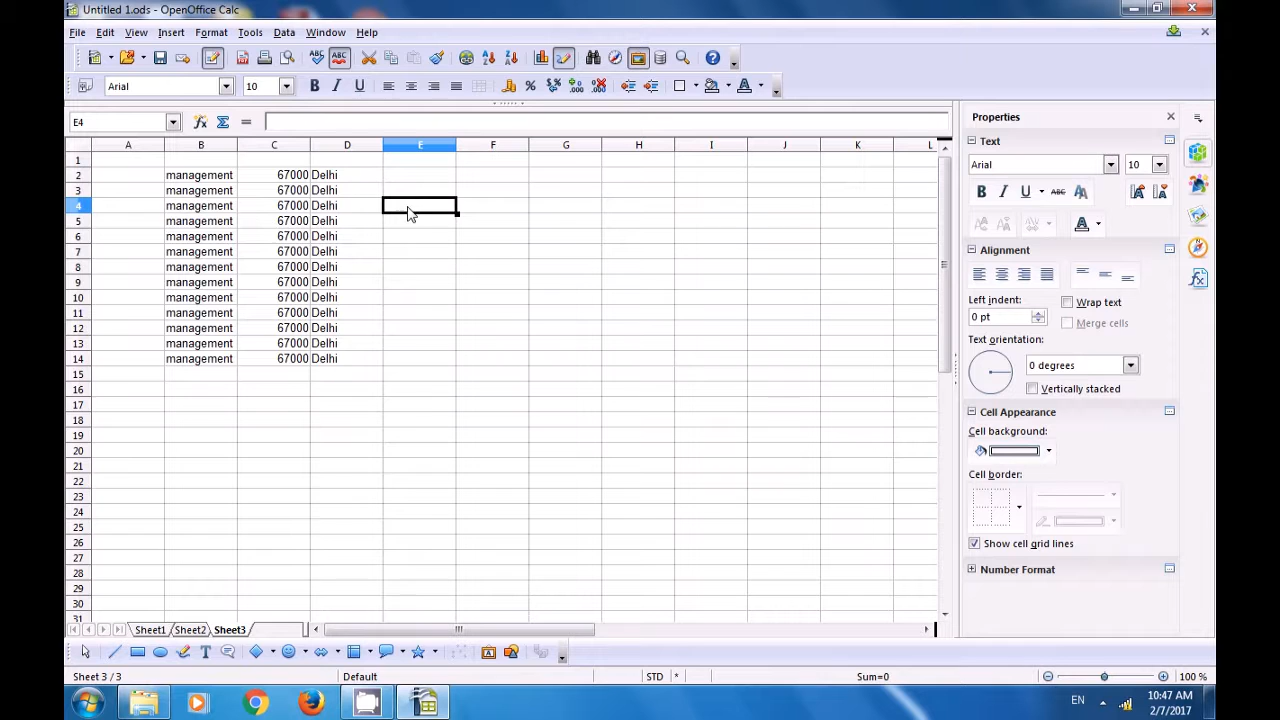 Untitled 1.ods - OpenOffice Calc
File Edit View Insert Format Tools Data Window Help
Arial 10
E4
Properties
Text
Arial 10
Alignment
Left indent:
Wrap text
0 pt
Merge cells
Text orientation:
0 degrees
Vertically stacked
Cell Appearance
Cell background:
Cell border:
Show cell grid lines
Number Format
A B C D E F G H I J K L
1
2 management 67000 Delhi
3 management 67000 Delhi
4 management 67000 Delhi
5 management 67000 Delhi
6 management 67000 Delhi
7 management 67000 Delhi
8 management 67000 Delhi
9 management 67000 Delhi
10 management 67000 Delhi
11 management 67000 Delhi
12 management 67000 Delhi
13 management 67000 Delhi
14 management 67000 Delhi
15
16
17
18
19
20
21
22
23
24
25
26
27
28
29
30
31
Sheet1 Sheet2 Sheet3
Sheet 3 / 3 Default STD * Sum=0 100 %
EN 10:47 AM
2/7/2017